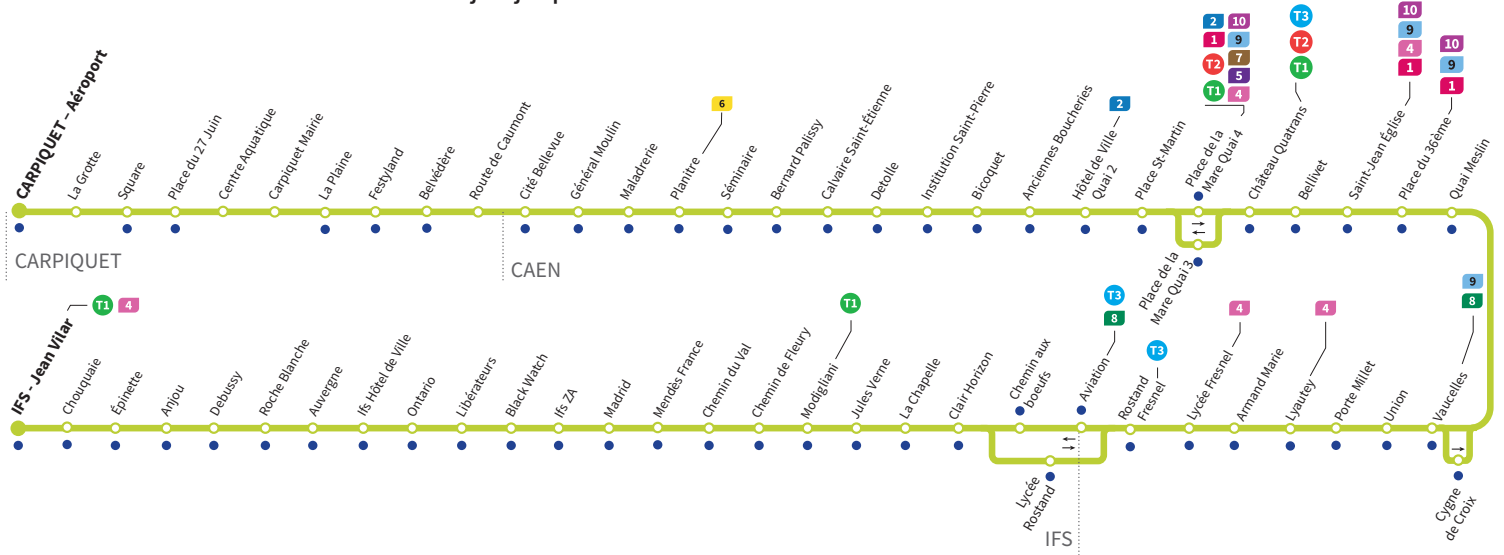 CARPIQUET – Aéroport
La Grotte
Square
Place du 27 Juin
Centre Aquatique
Carpiquet Mairie
La Plaine
Festyland
Belvédère
Route de Caumont
Cité Bellevue
Général Moulin
Maladrerie
Planitre
6
Séminaire
Bernard Palissy
Calvaire Saint-Étienne
Detolle
Institution Saint-Pierre
Bicoquet
Anciennes Boucheries
Hôtel de Ville
Quai 2
2
Place St-Martin
Place de la
Mare Quai 4
2 10
1 9
T2 7
5
T1 4
Place de la
Mare Quai 3
Château Quatrans
Bellivet
T3
T2
T1
Saint-Jean Église
Place du 36ème
10
9
4
1
Quai Meslin
10
9
1
CARPIQUET
CAEN
IFS - Jean Vilar
T1 4
Chouquaie
Épinette
Anjou
Debussy
Roche Blanche
Auvergne
Ifs Hôtel de Ville
Ontario
Libérateurs
Black Watch
Ifs ZA
Madrid
Mendès France
Chemin du Val
Chemin de Fleury
Modigliani
T1
Jules Verne
La Chapelle
Clair Horizon
Chemin aux
boeufs
Lycée
Rostand
Aviation
T3
8
Rostand
Fresnel
T3
Lycée Fresnel
4
Armand Marie
Lyautey
4
Porte Millet
Union
Vaucelles
9
8
Cygne
de Croix
IFS